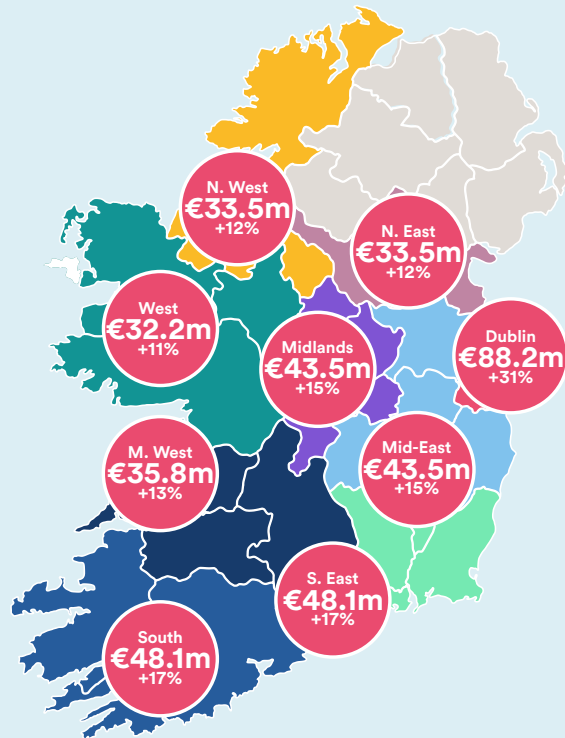 N. West
€33.5m
+12%
N. East
€33.5m
+12%
West
€32.2m
+11%
Midlands
€43.5m
+15%
Dublin
€88.2m
+31%
M. West
€35.8m
+13%
Mid-East
€43.5m
+15%
S. East
€48.1m
+17%
South
€48.1m
+17%